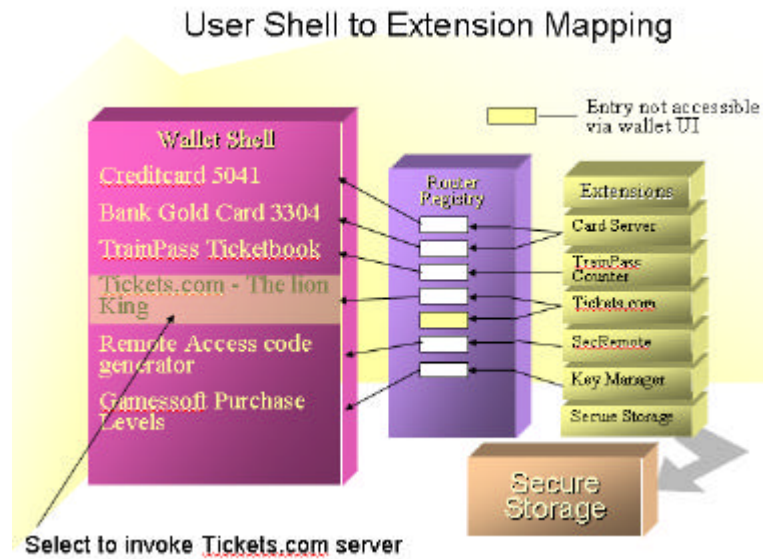 User Shell to Extension Mapping
Entry not accessible
via wallet UI
Wallet Shell
Creditcard 5041
Bank Gold Card 3304
TrainPass Ticketbook
Tickets.com - The lion
King
Remote Access code
generator
Gamessoft Purchase
Levels
Router
Registry
Extensions
Card Server
TrainPass
Counter
Tickets.com
SecRemote
Key Manager
Secure Storage
Secure
Storage
Select to invoke Tickets.com server